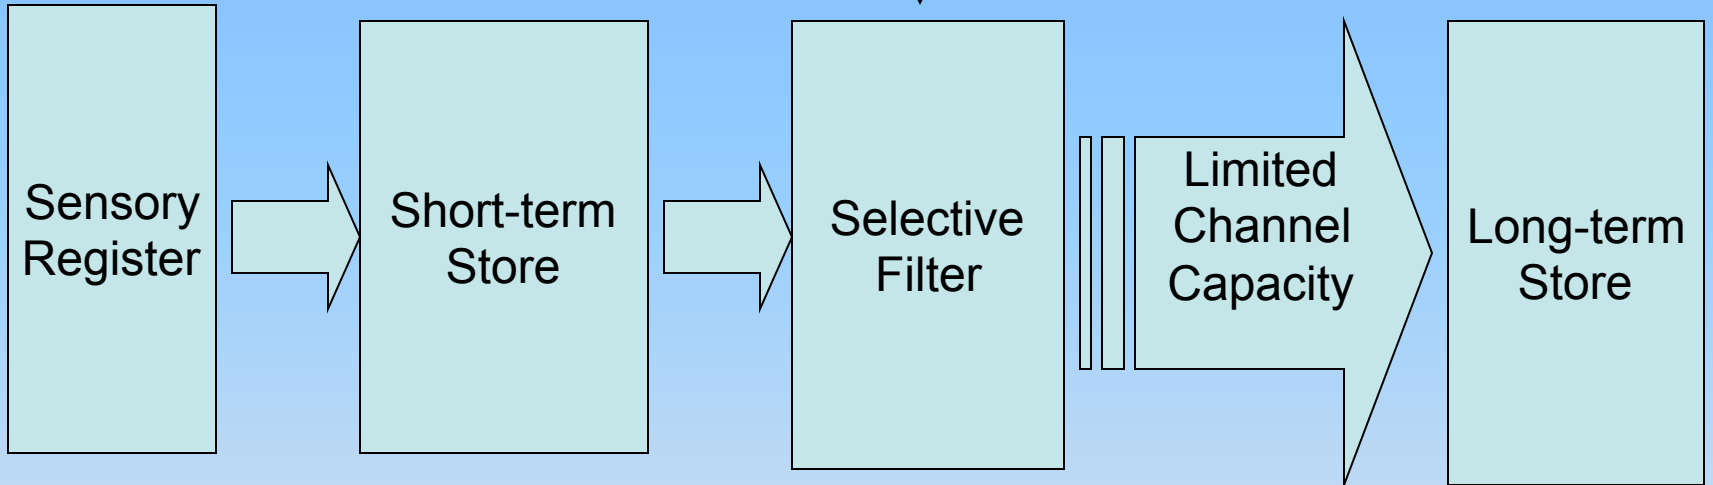 Sensory
Register
Short-term
Store
Selective
Filter
Limited
Channel
Capacity
Long-term
Store